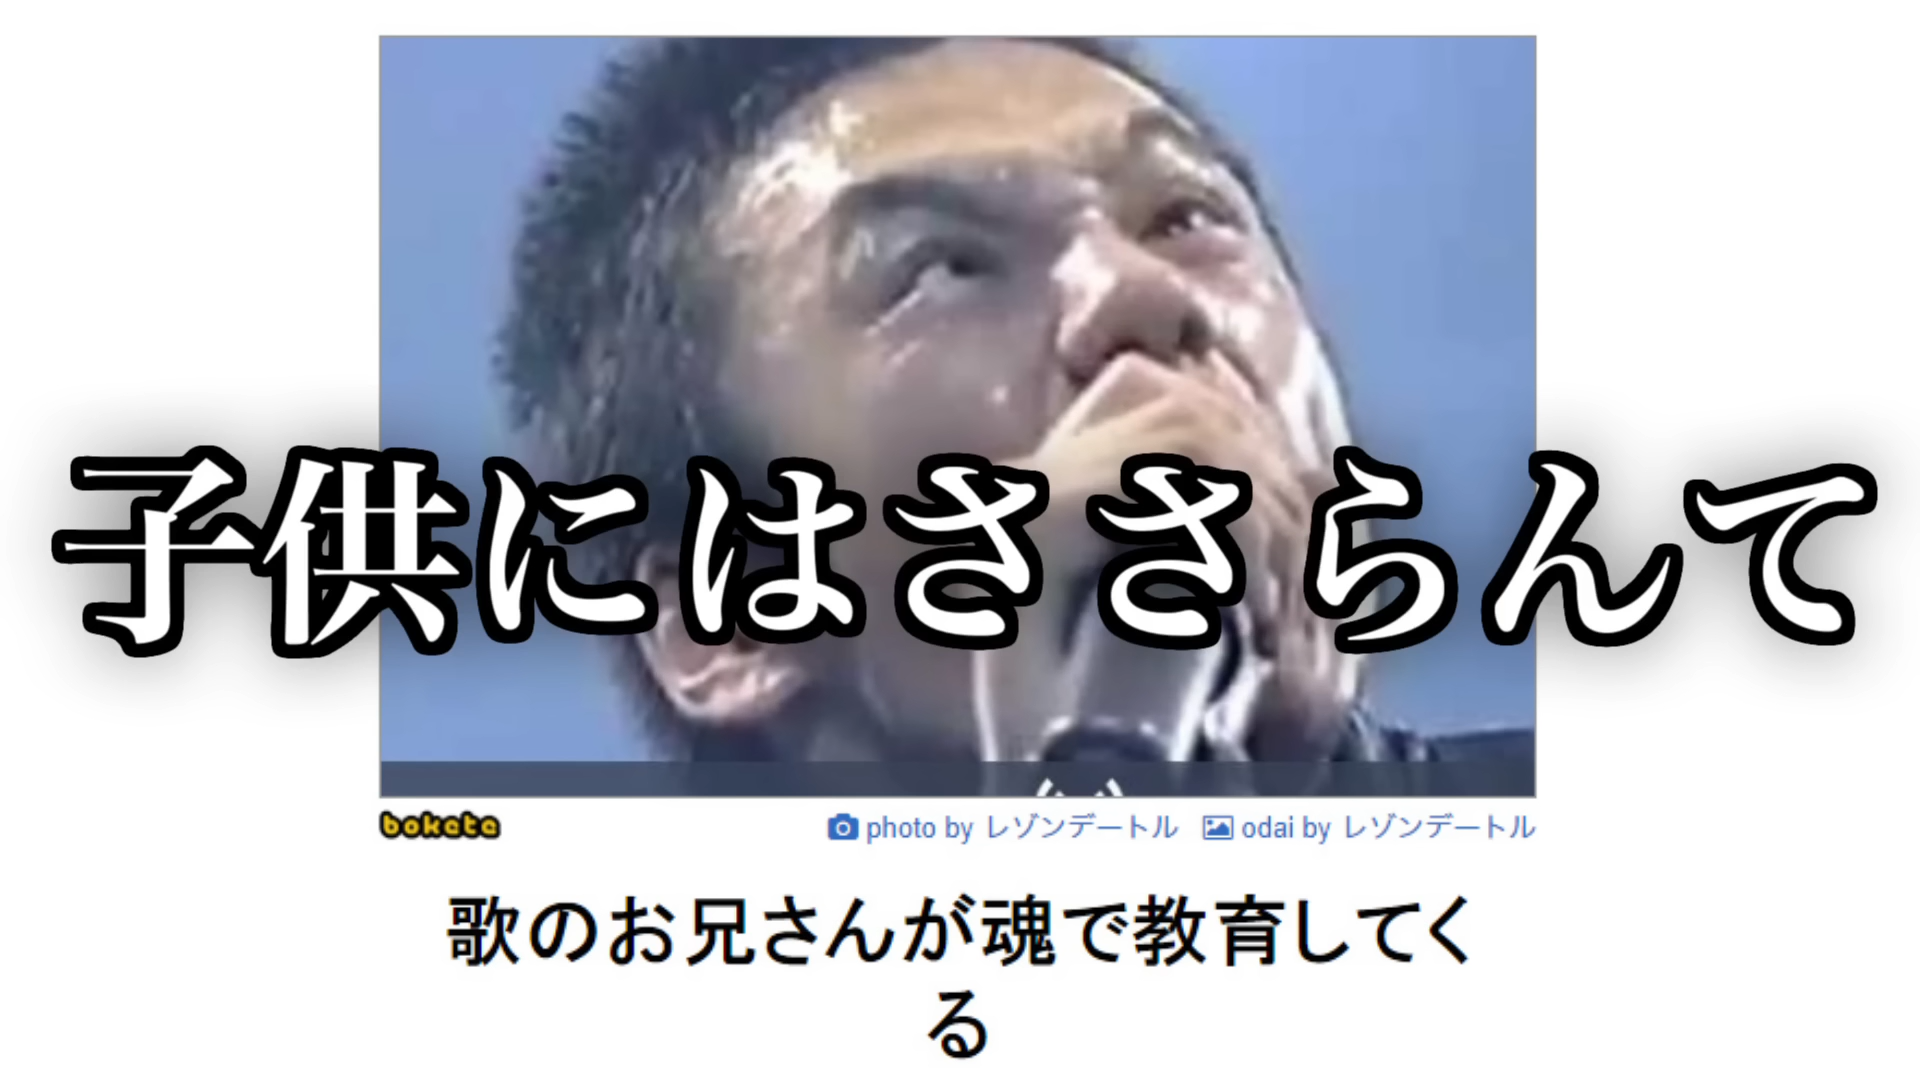 子供にはささらんて
bokete
photo by レゾンデートル odai by レゾンデートル
歌のお兄さんが魂で教育してく
る